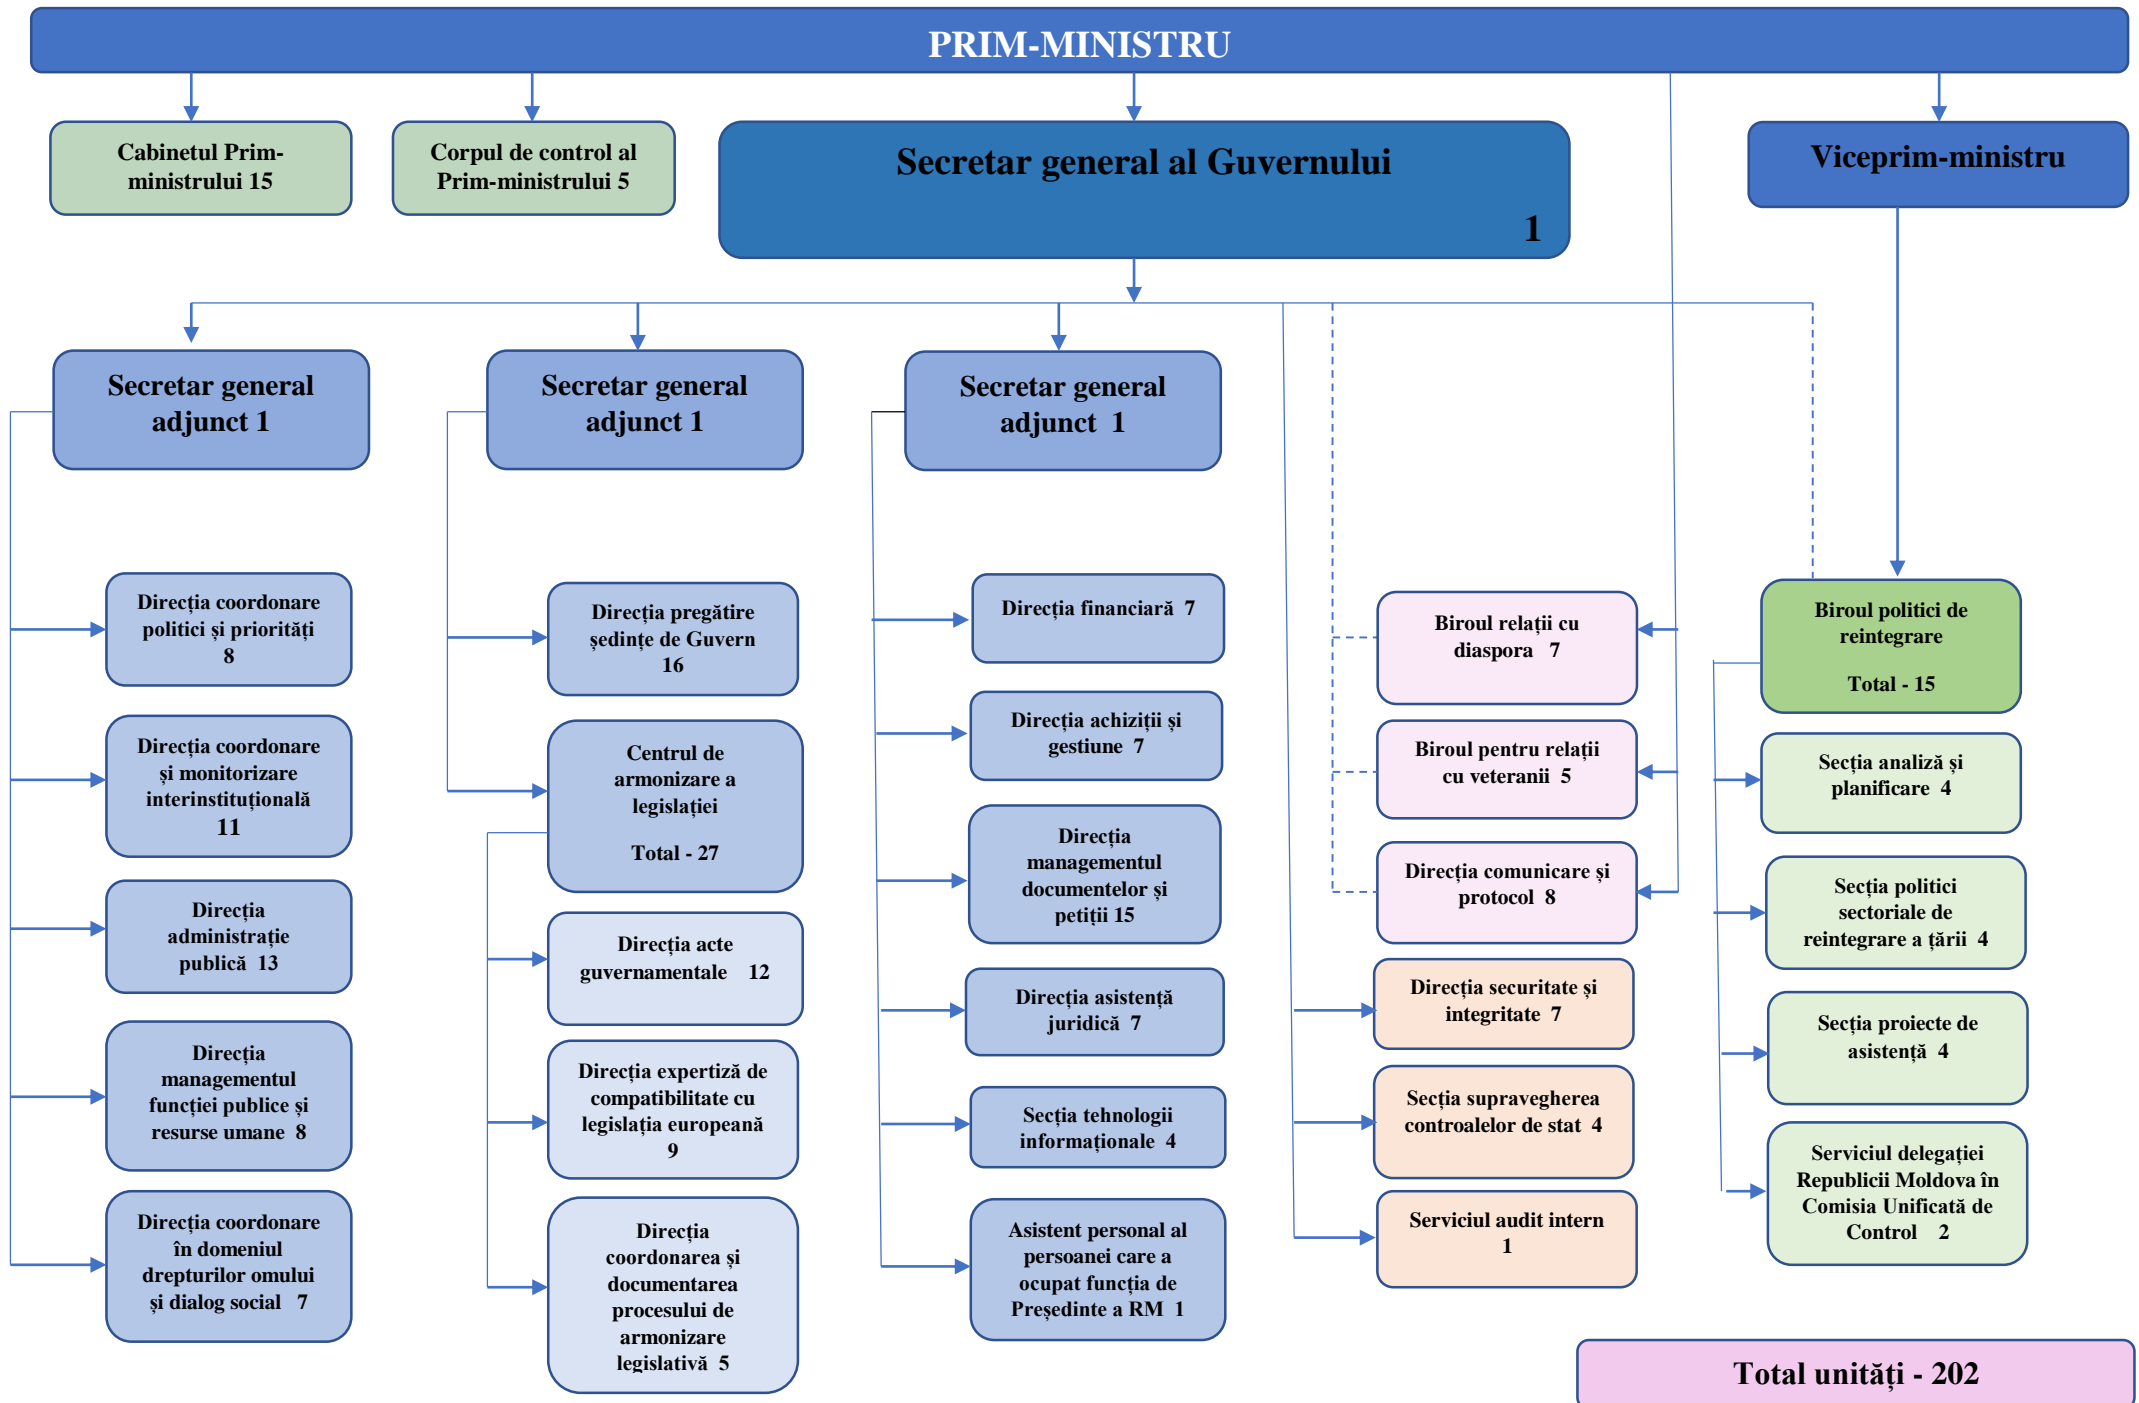 PRIM-MINISTRU
Cabinetul Prim-
ministrului 15
Corpul de control al
Prim-ministrului 5
Secretar general al Guvernului
1
Viceprim-ministru
Secretar general
adjunct 1
Secretar general
adjunct 1
Secretar general
adjunct 1
Direcția coordonare
politici și priorități
8
Direcția coordonare
și monitorizare
interinstituțională
11
Direcția
administrație
publică 13
Direcția
managementul
funcției publice și
resurse umane 8
Direcția coordonare
în domeniul
drepturilor omului
și dialog social 7
Direcția pregătire
ședințe de Guvern
16
Centrul de
armonizare a
legislației
Total - 27
Direcția acte
guvernamentale 12
Direcția expertiză de
compatibilitate cu
legislația europeană
9
Direcția
coordonarea și
documentarea
procesului de
armonizare
legislativă 5
Direcția financiară 7
Direcția achiziții și
gestiune 7
Direcția
managementul
documentelor și
petiții 15
Direcția asistență
juridică 7
Secția tehnologii
informaționale 4
Asistent personal al
persoanei care a
ocupat funcția de
Președinte a RM 1
Biroul relații cu
diaspora 7
Biroul pentru relații
cu veteranii 5
Direcția comunicare și
protocol 8
Direcția securitate și
integritate 7
Secția supravegherea
controalelor de stat 4
Serviciul audit intern
1
Biroul politici de
reintegrare
Total - 15
Secția analiză și
planificare 4
Secția politici
sectoriale de
reintegrare a țării 4
Secția proiecte de
asistență 4
Serviciul delegației
Republicii Moldova în
Comisia Unificată de
Control 2
Total unități - 202